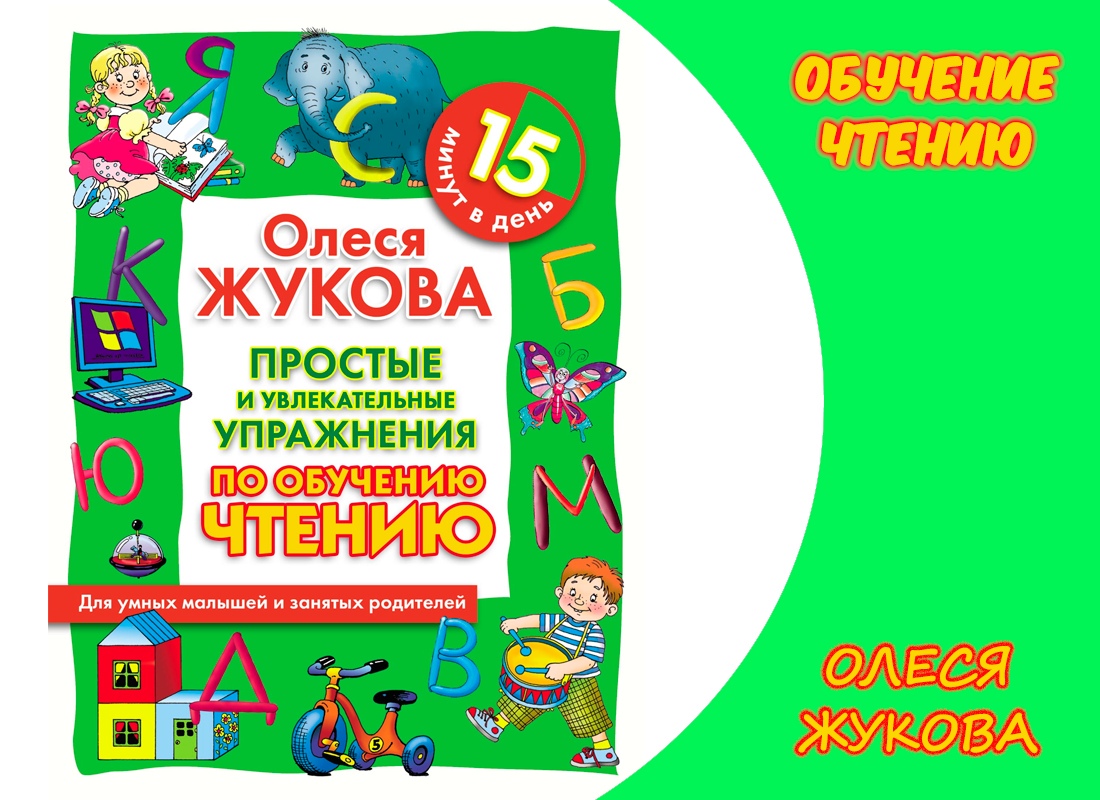 Я
С
15
минут в день
Олеся
ЖУКОВА
ПРОСТЫЕ
И УВЛЕКАТЕЛЬНЫЕ
УПРАЖНЕНИЯ
ПО ОБУЧЕНИЮ
ЧТЕНИЮ
Для умных малышей и занятых родителей
К
Ю
Б
М
Д
В
5
ОБУЧЕНИЕ
ЧТЕНИЮ
ОЛЕСЯ
ЖУКОВА